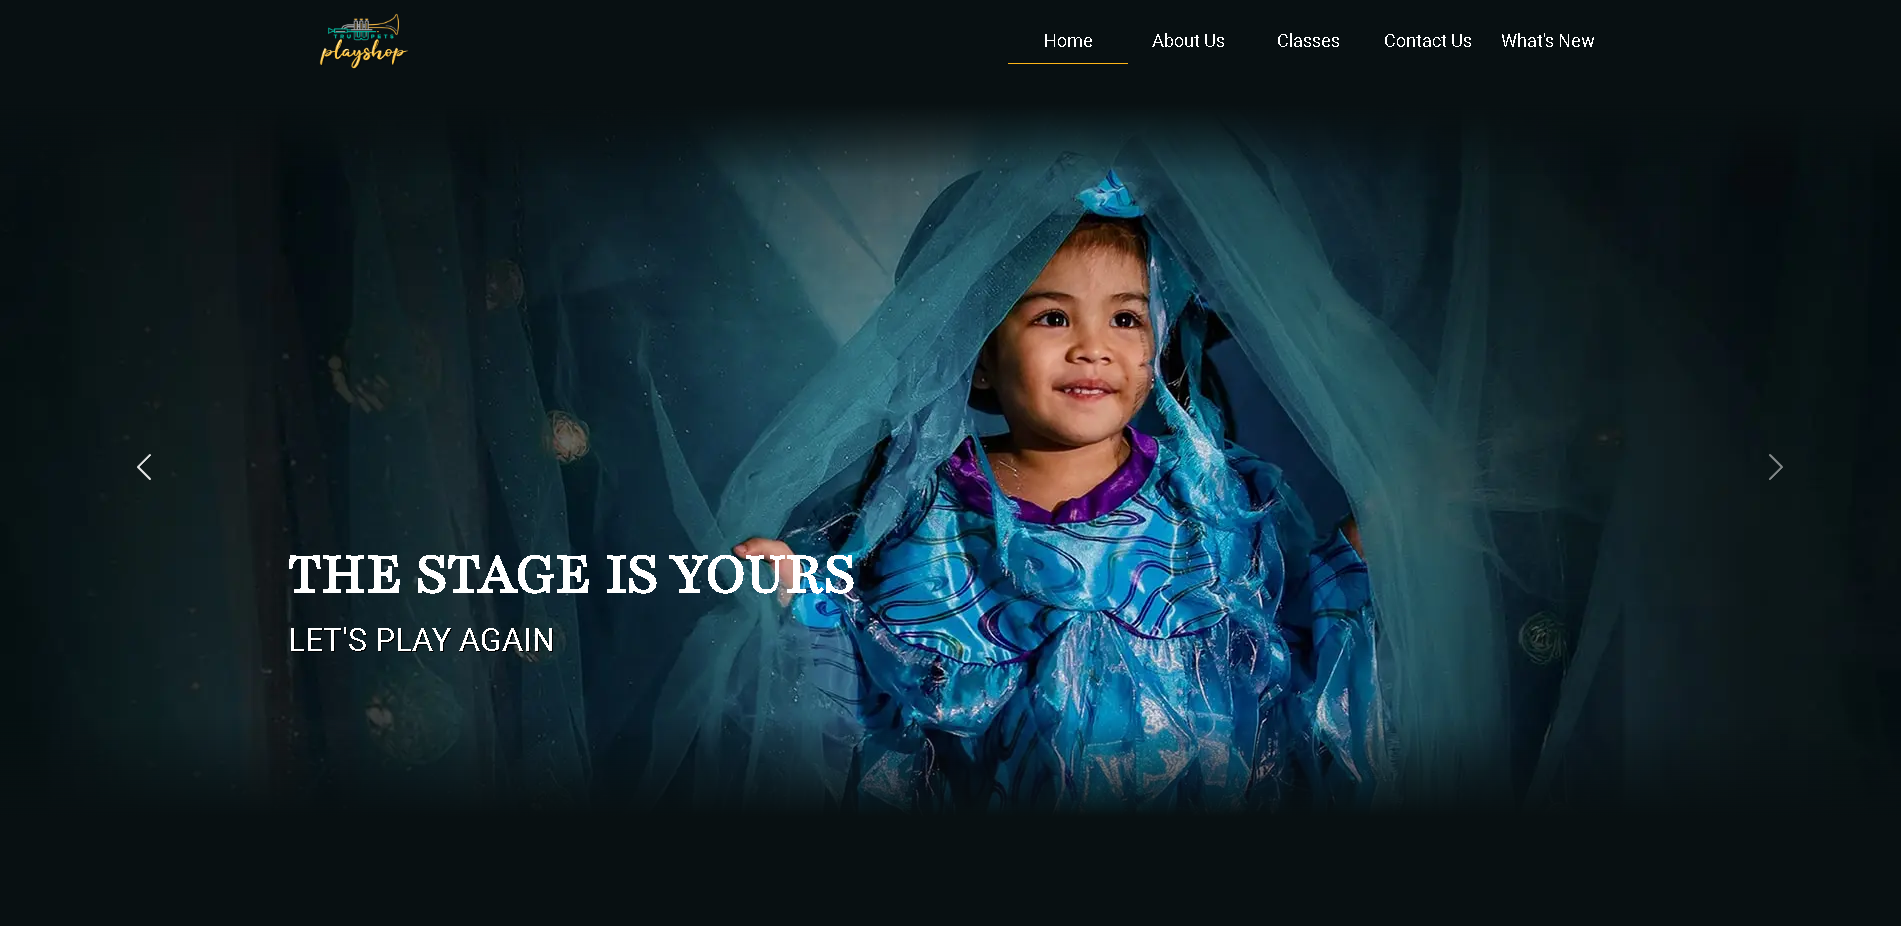 TRUMPETS
playshop
Home
About Us
Classes
Contact Us
What's New
THE STAGE IS YOURS
LET'S PLAY AGAIN